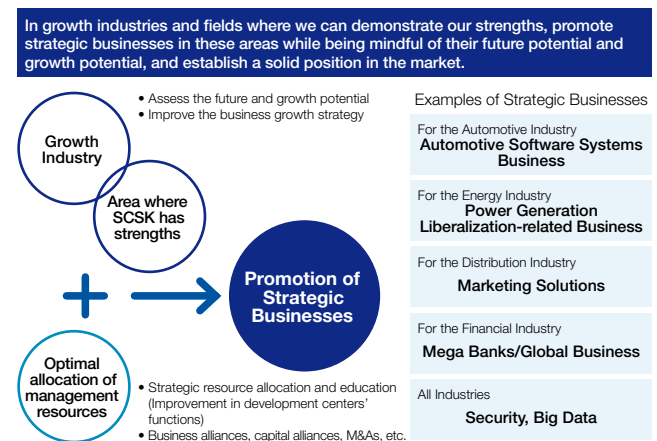 In growth industries and fields where we can demonstrate our strengths, promote
strategic businesses in these areas while being mindful of their future potential and
growth potential, and establish a solid position in the market.
• Assess the future and growth potential
• Improve the business growth strategy
Growth
Industry
Area where
SCSK has
strengths
Promotion of
Strategic
Businesses
Optimal
allocation of
management
resources
• Strategic resource allocation and education
(Improvement in development centers'
functions)
• Business alliances, capital alliances, M&As, etc.
Examples of Strategic Businesses
For the Automotive Industry
Automotive Software Systems
Business
For the Energy Industry
Power Generation
Liberalization-related Business
For the Distribution Industry
Marketing Solutions
For the Financial Industry
Mega Banks/Global Business
All Industries
Security, Big Data